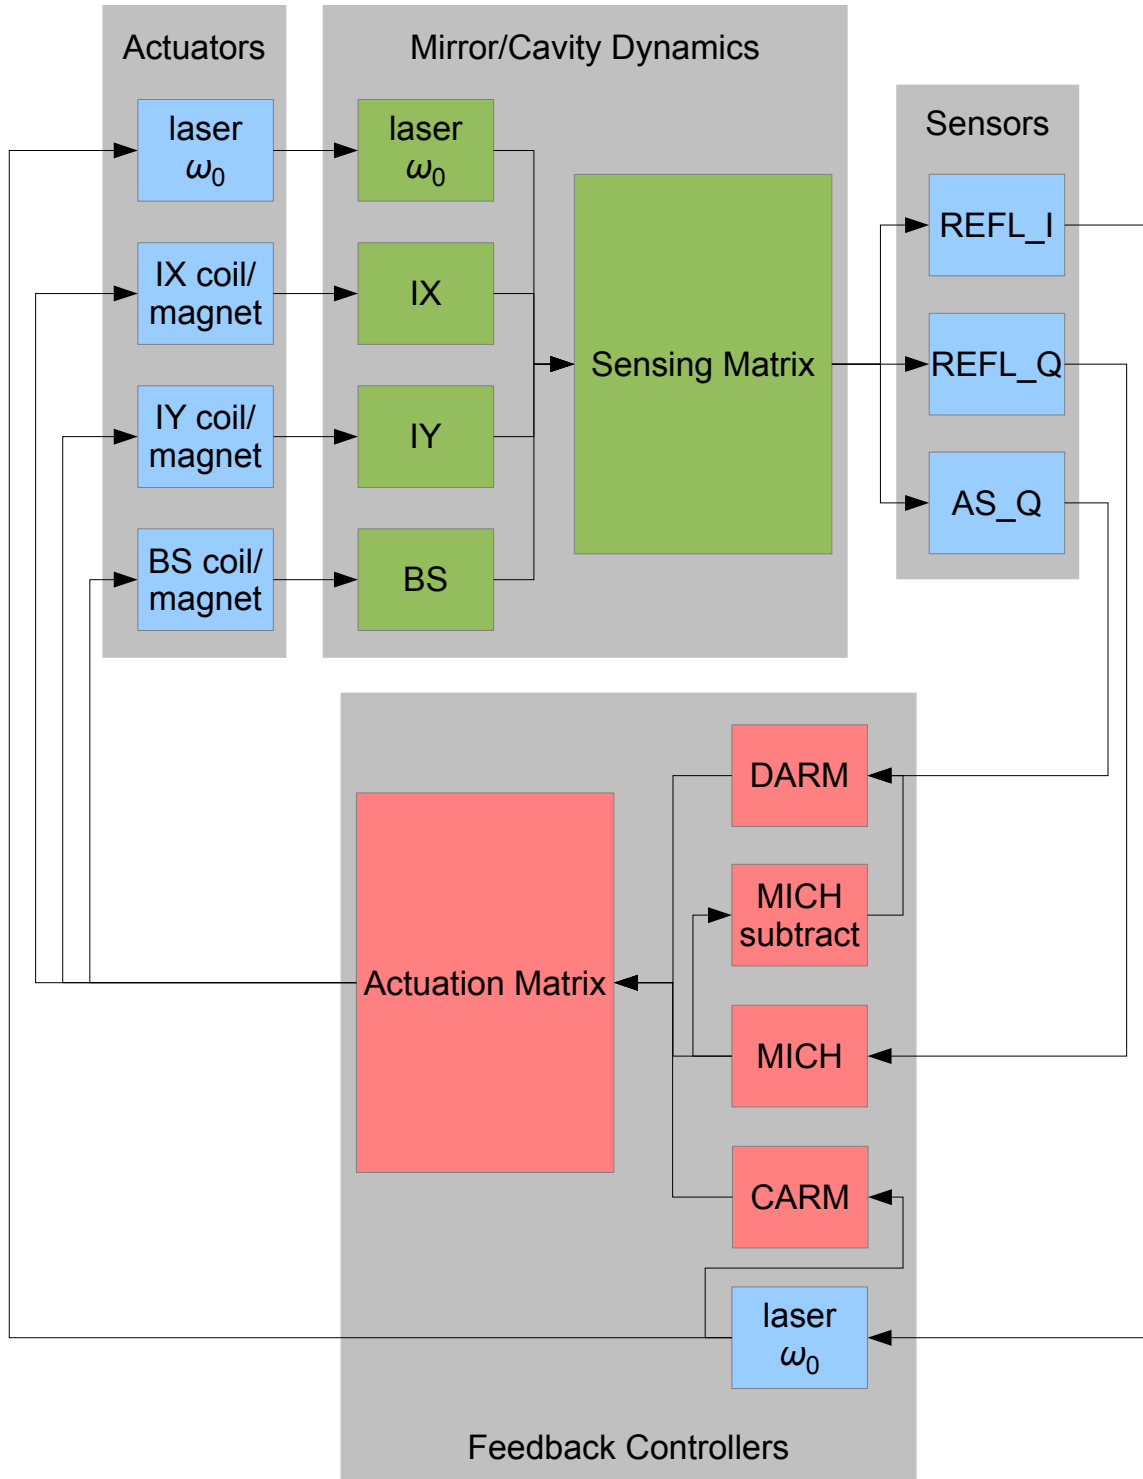 Actuators
laser
ω₀
IX coil/
magnet
IY coil/
magnet
BS coil/
magnet
Mirror/Cavity Dynamics
laser
ω₀
IX
IY
BS
Sensing Matrix
Sensors
REFL_I
REFL_Q
AS_Q
Actuation Matrix
DARM
MICH
subtract
MICH
CARM
laser
ω₀
Feedback Controllers